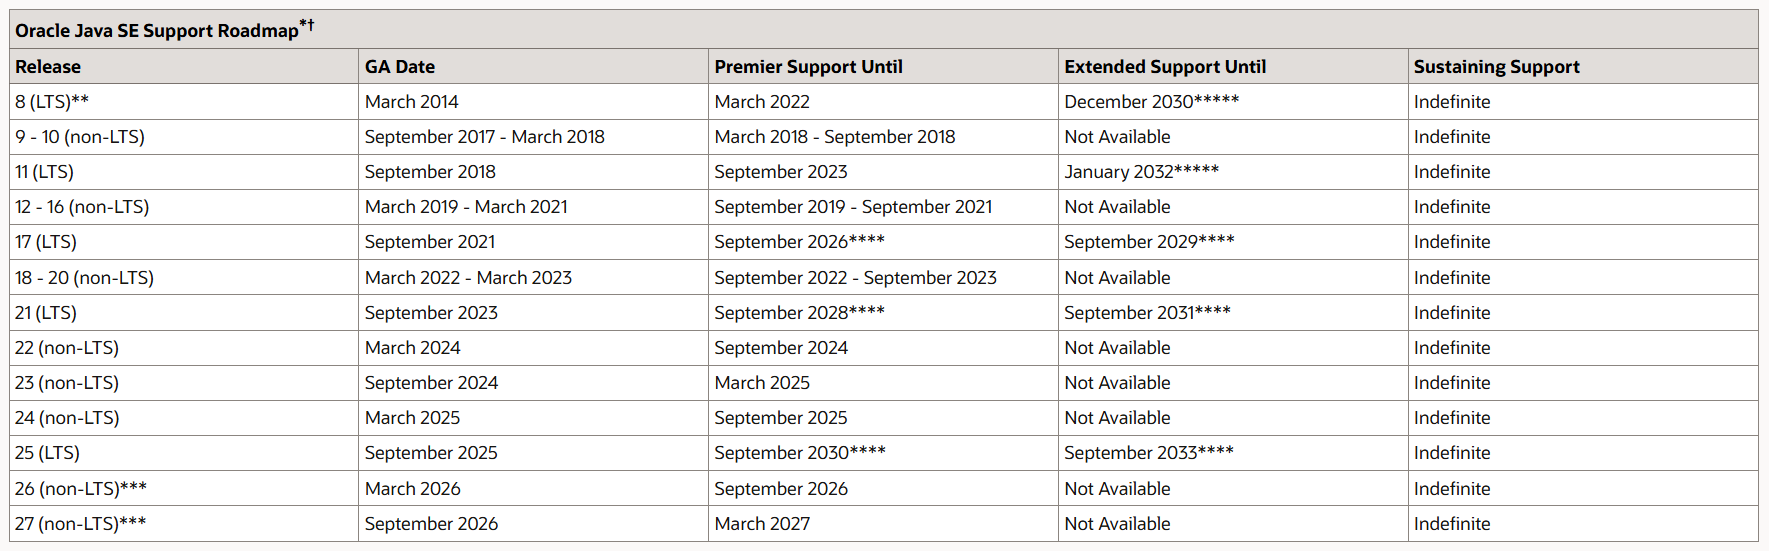 Oracle Java SE Support Roadmap*†
Release GA Date Premier Support Until Extended Support Until Sustaining Support
8 (LTS)** March 2014 March 2022 December 2030***** Indefinite
9 - 10 (non-LTS) September 2017 - March 2018 March 2018 - September 2018 Not Available Indefinite
11 (LTS) September 2018 September 2023 January 2032***** Indefinite
12 - 16 (non-LTS) March 2019 - March 2021 September 2019 - September 2021 Not Available Indefinite
17 (LTS) September 2021 September 2026**** September 2029**** Indefinite
18 - 20 (non-LTS) March 2022 - March 2023 September 2022 - September 2023 Not Available Indefinite
21 (LTS) September 2023 September 2028**** September 2031**** Indefinite
22 (non-LTS) March 2024 September 2024 Not Available Indefinite
23 (non-LTS) September 2024 March 2025 Not Available Indefinite
24 (non-LTS) March 2025 September 2025 Not Available Indefinite
25 (LTS) September 2025 September 2030**** September 2033**** Indefinite
26 (non-LTS)*** March 2026 September 2026 Not Available Indefinite
27 (non-LTS)*** September 2026 March 2027 Not Available Indefinite